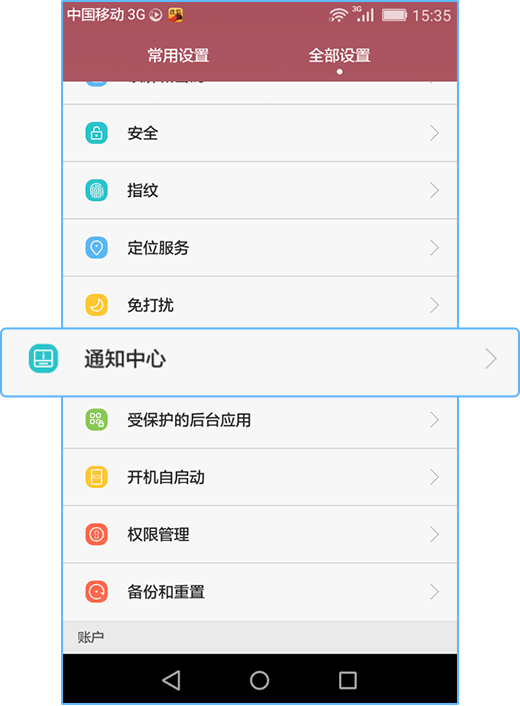 中国移动 3G 3G 15:35
常用设置 全部设置
安全
指纹
定位服务
免打扰
通知中心
受保护的后台应用
开机自启动
权限管理
备份和重置
账户